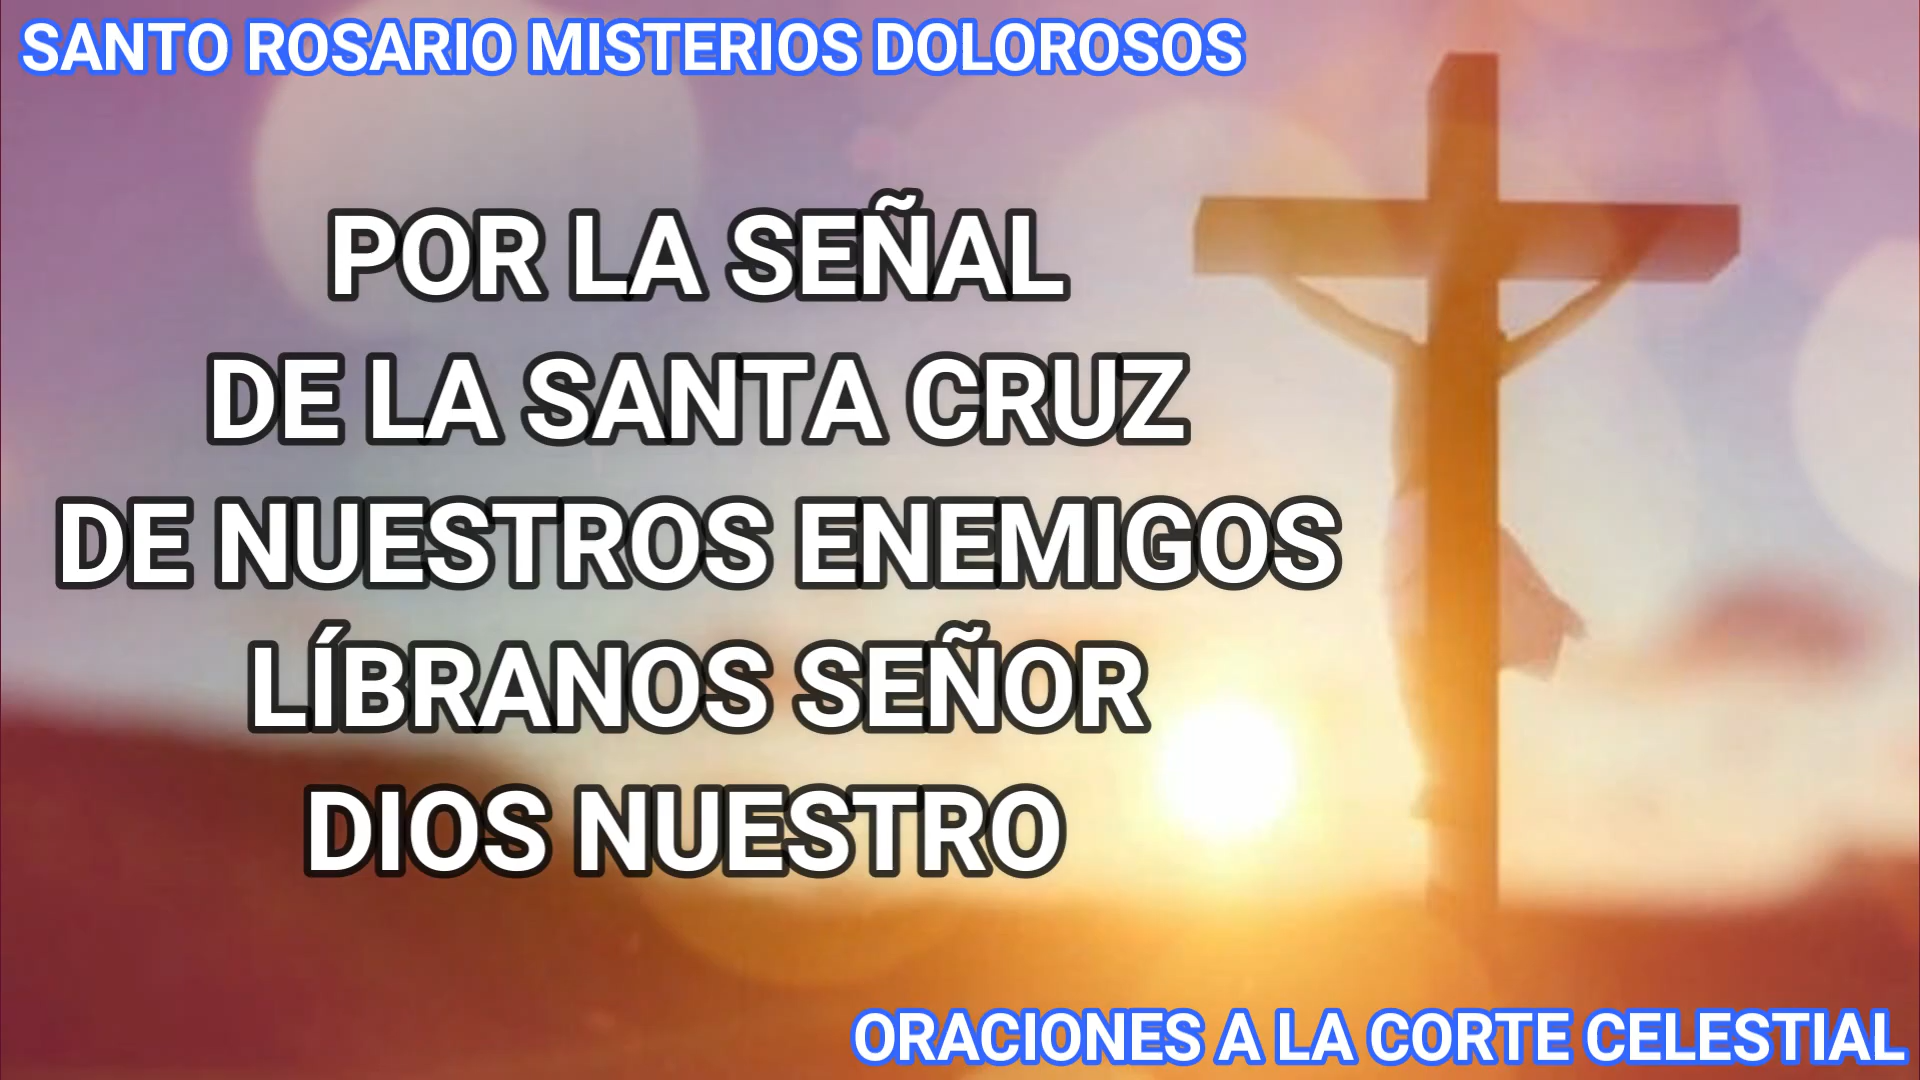 SANTO ROSARIO MISTERIOS DOLOROSOS
POR LA SEÑAL
DE LA SANTA CRUZ
DE NUESTROS ENEMIGOS
LÍBRANOS SEÑOR
DIOS NUESTRO
ORACIONES A LA CORTE CELESTIAL